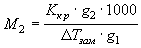 M₂ = (K_кр · g₂ · 1000) / (ΔT_зам · g₁)